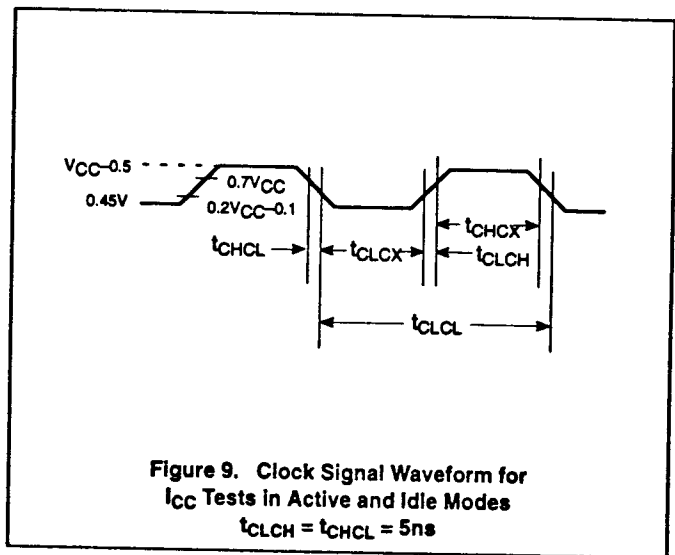 VCC–0.5
0.7VCC
0.45V
0.2VCC–0.1
tCHCX
tCHCL
tCLCX
tCLCH
tCLCL
Figure 9. Clock Signal Waveform for
ICC Tests in Active and Idle Modes
tCLCH = tCHCL = 5ns